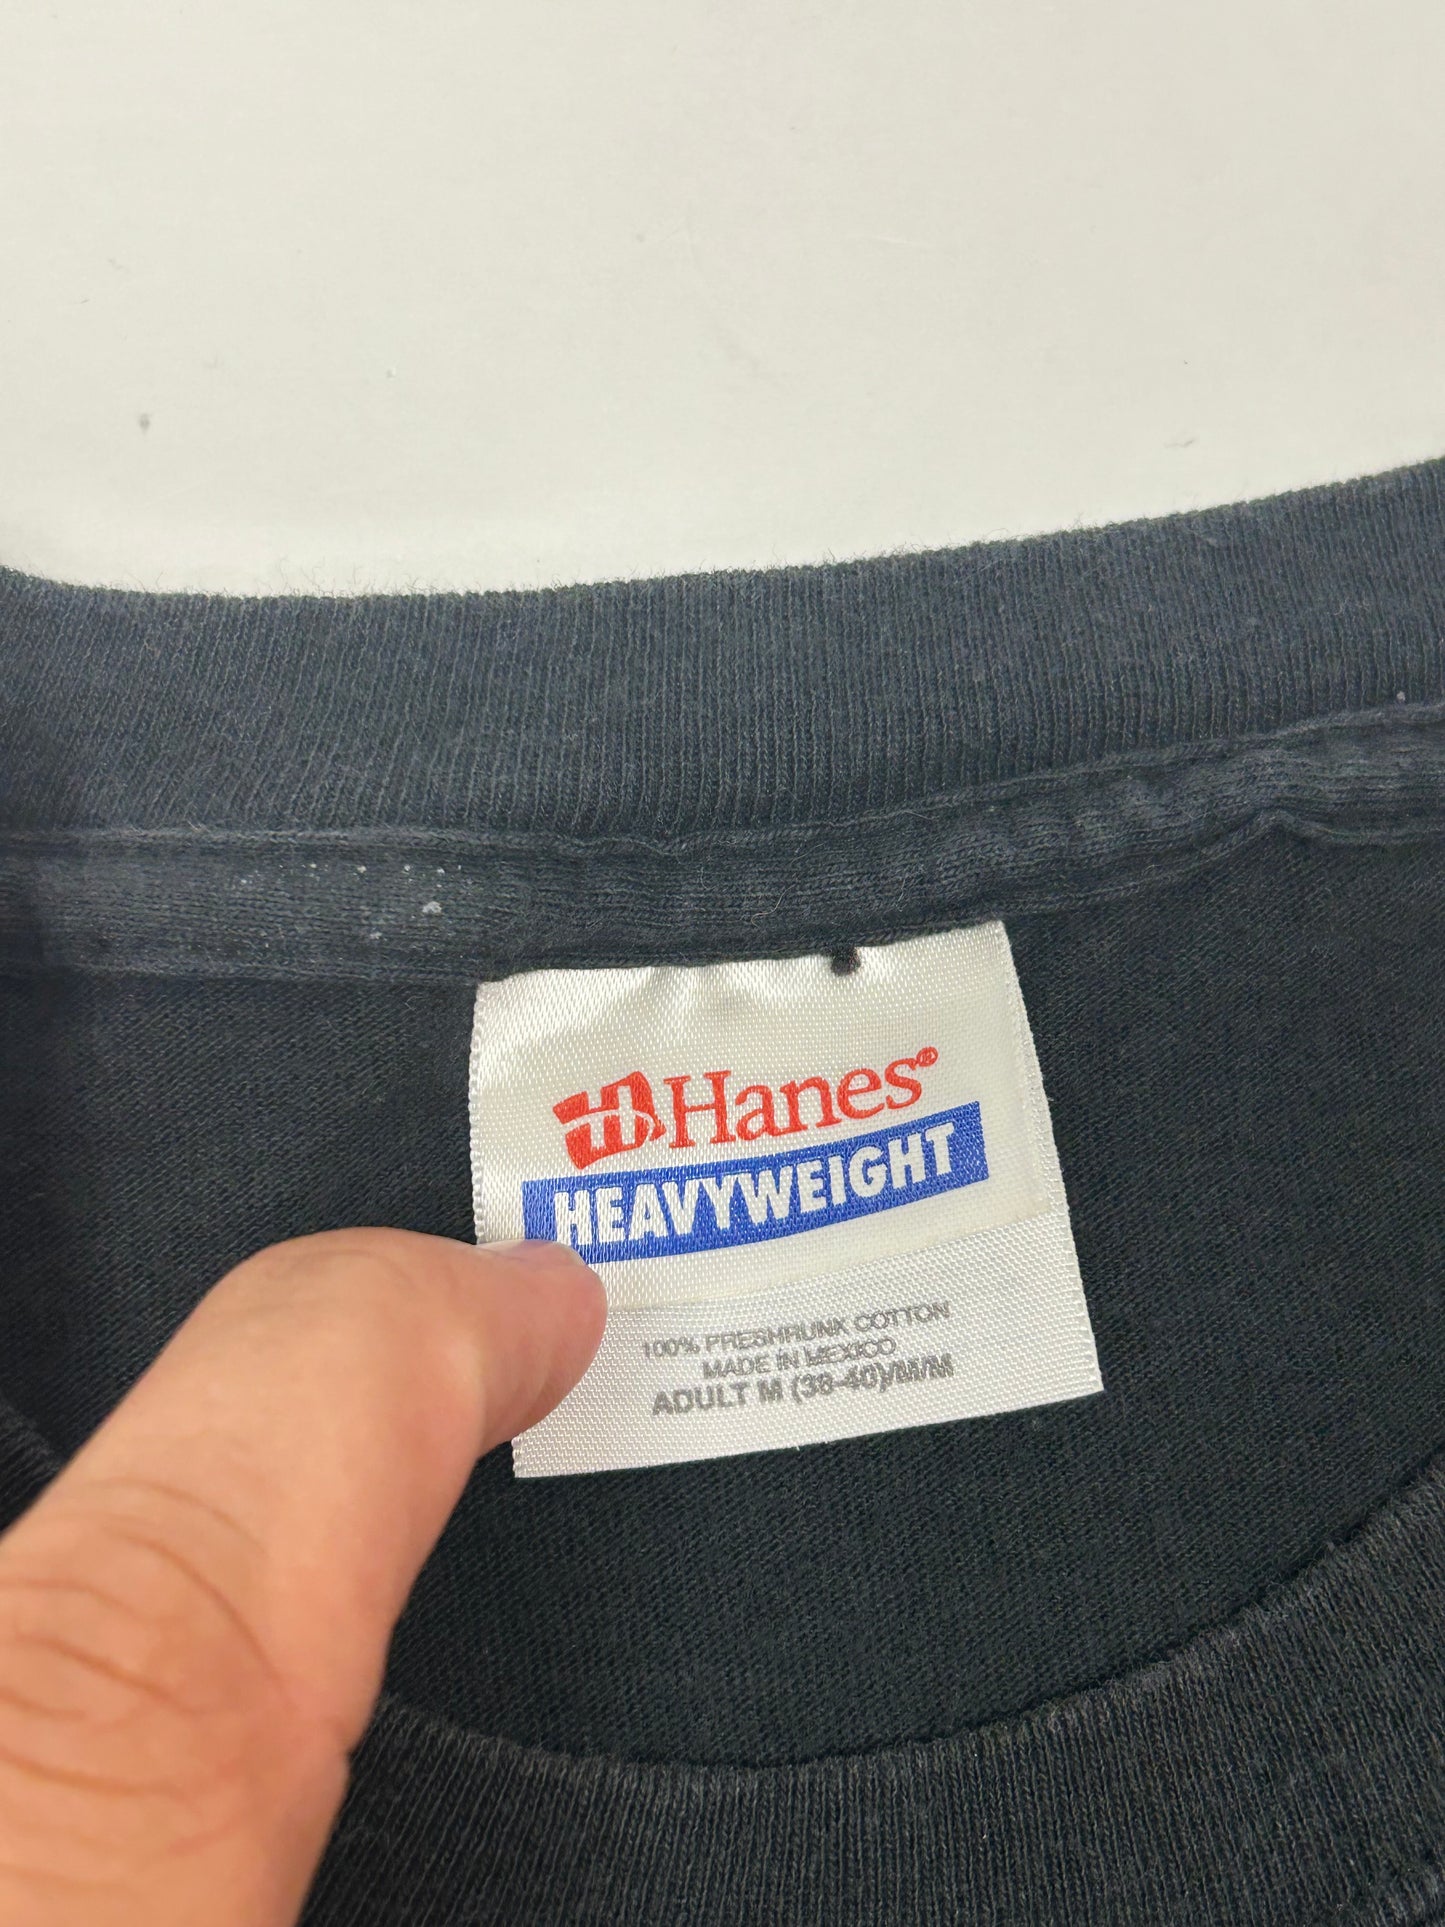 Hanes®
HEAVYWEIGHT
100% PRESHRUNK COTTON
MADE IN MEXICO
ADULT M (38-40)/M/M